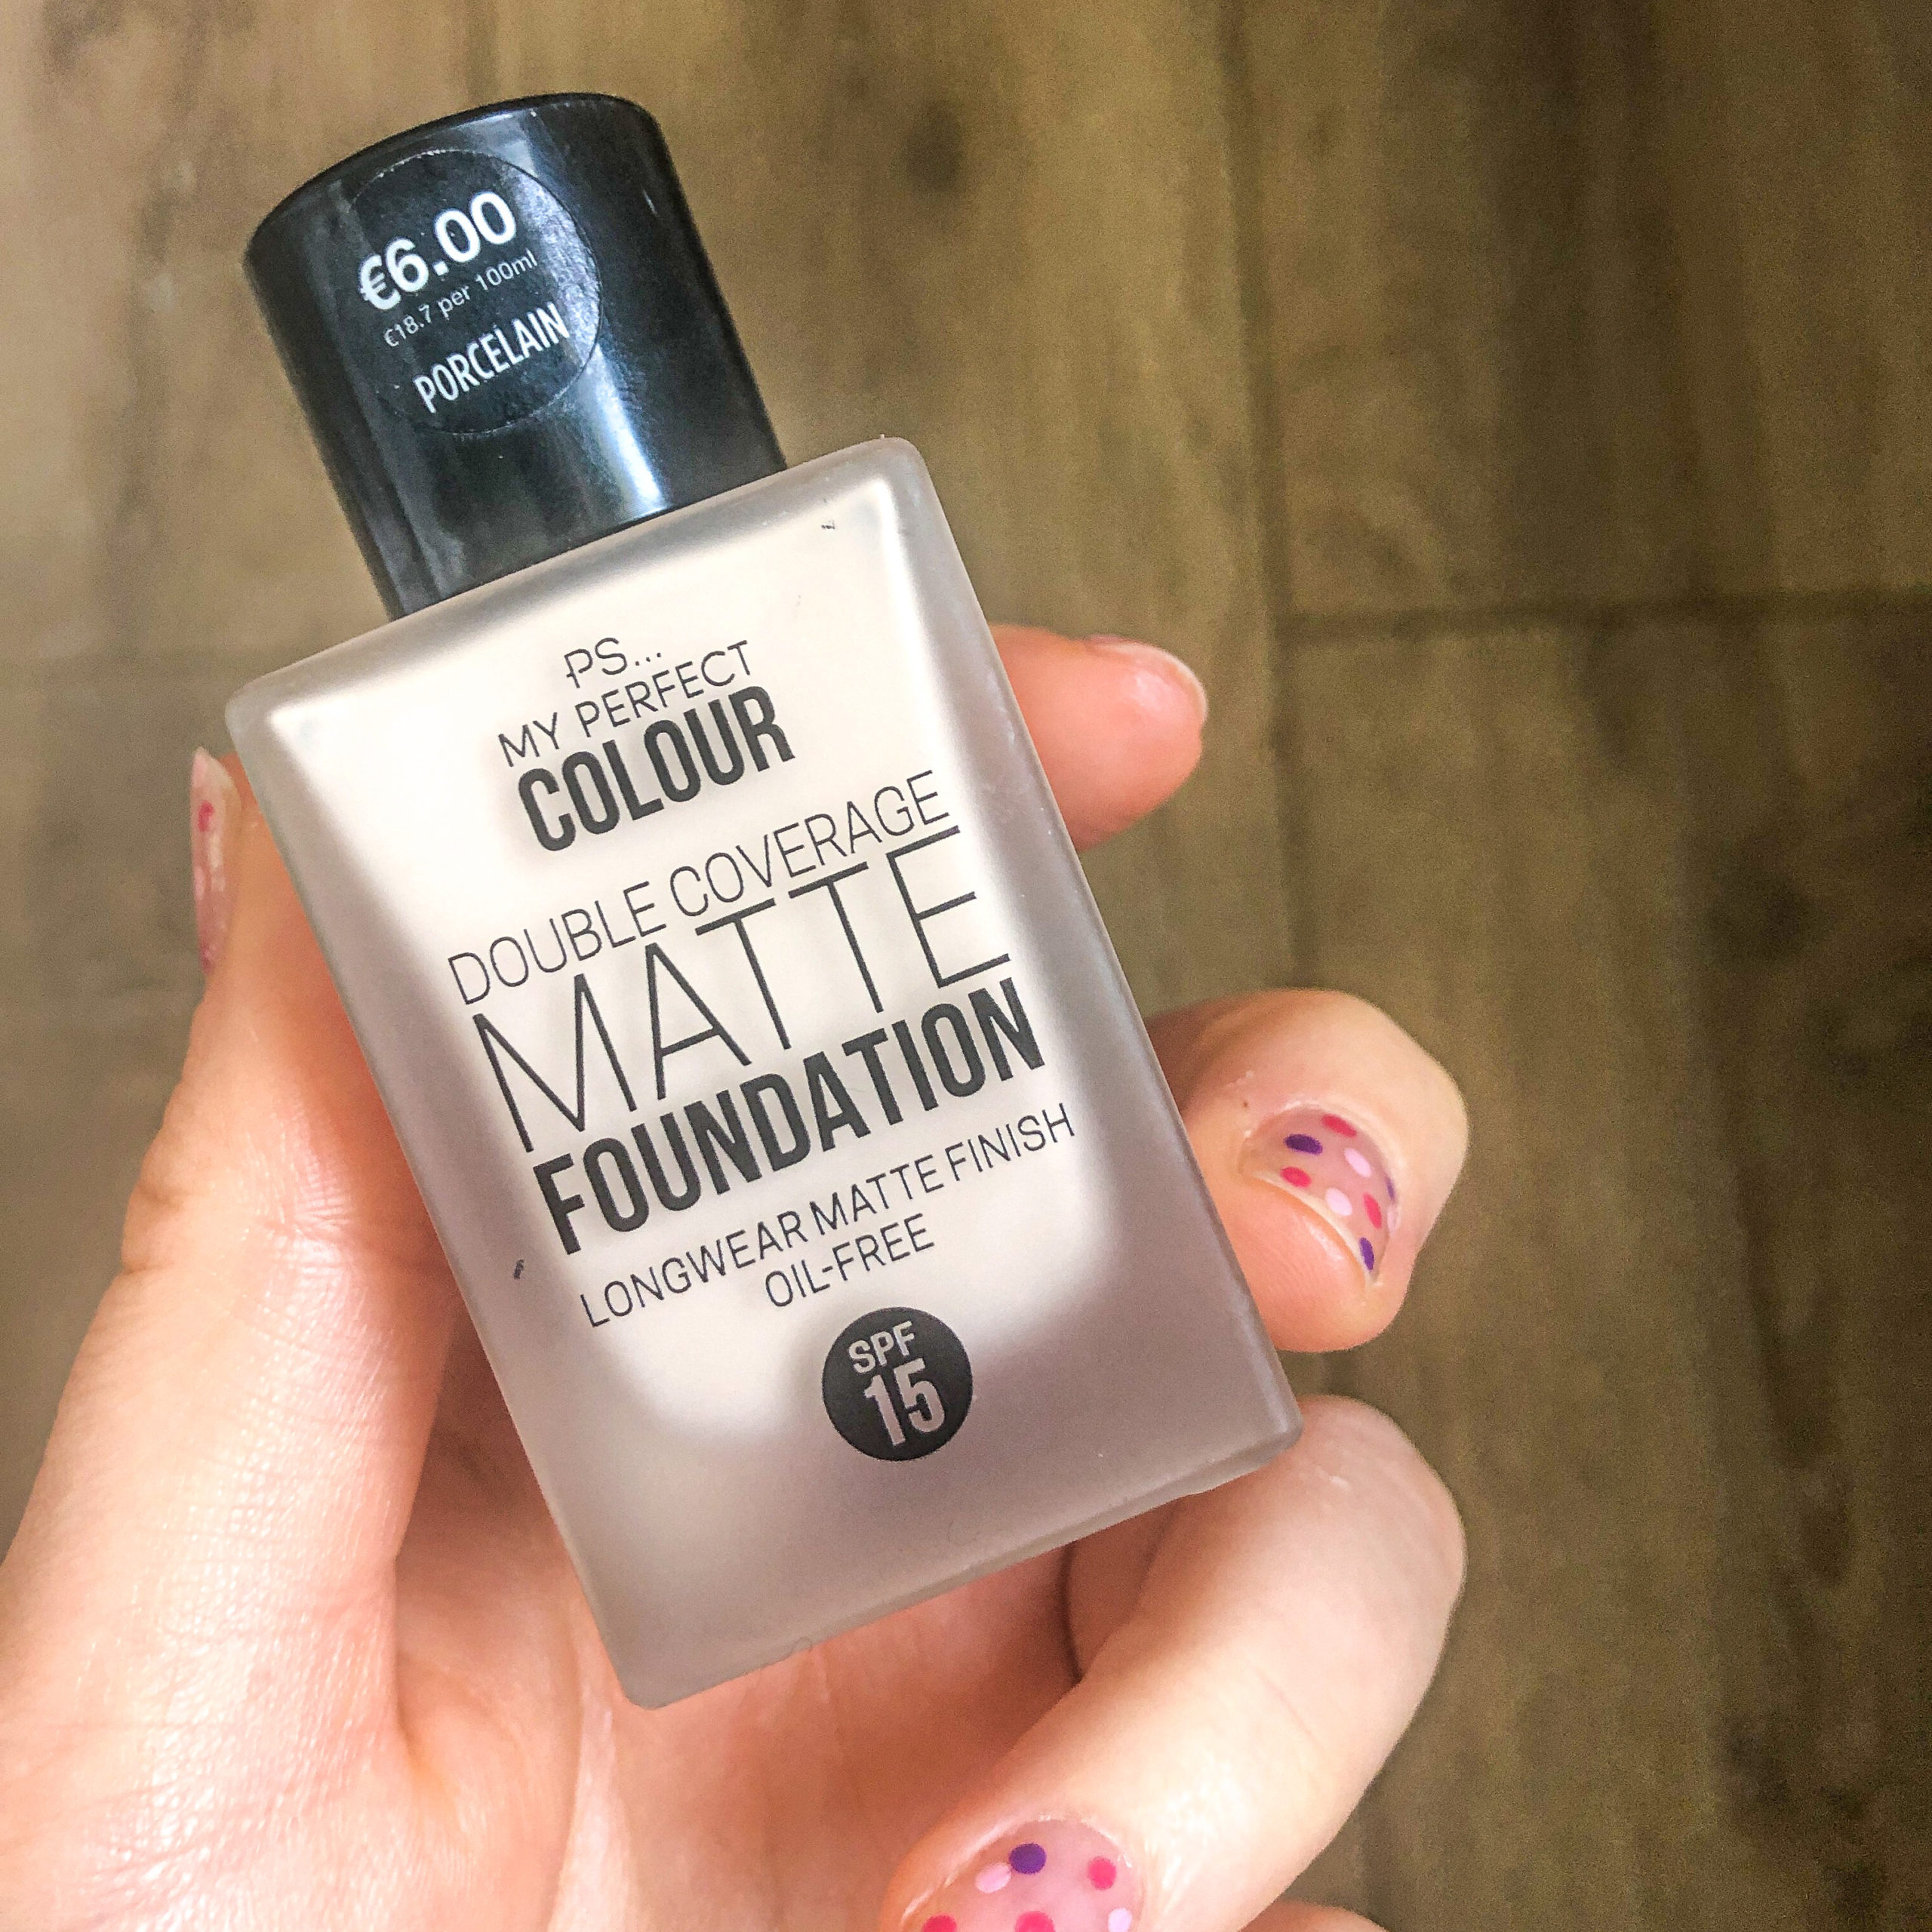 €6.00
€18.7 per 100ml
PORCELAIN
PS...
MY PERFECT
COLOUR
DOUBLE COVERAGE
MATTE
FOUNDATION
LONGWEAR MATTE FINISH
OIL-FREE
SPF
15